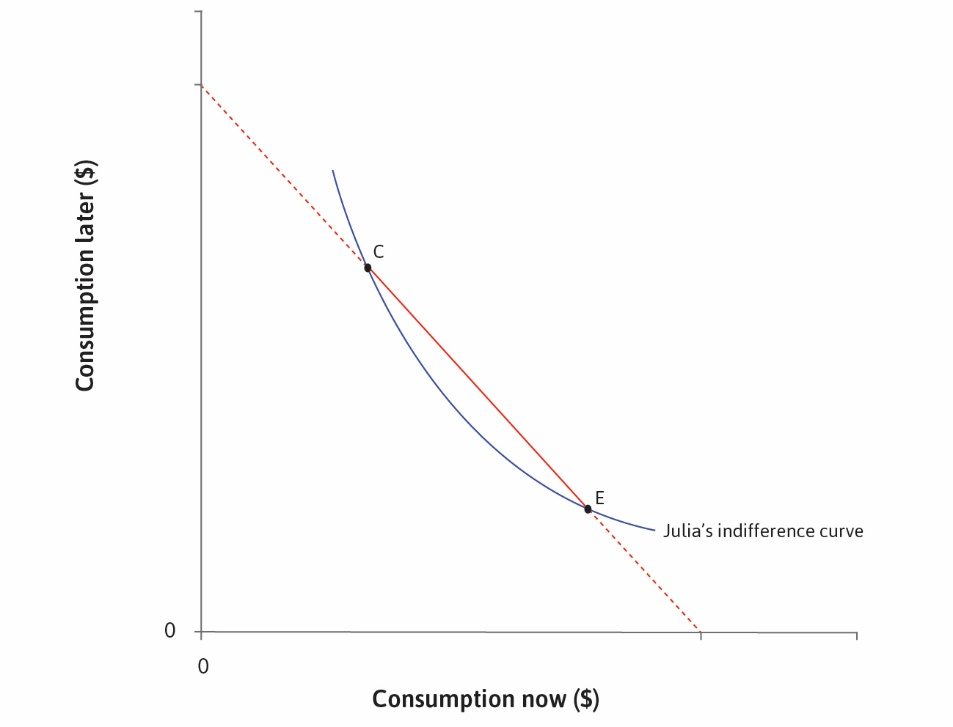 Consumption later ($)
C
E
Julia’s indifference curve
0
0
Consumption now ($)